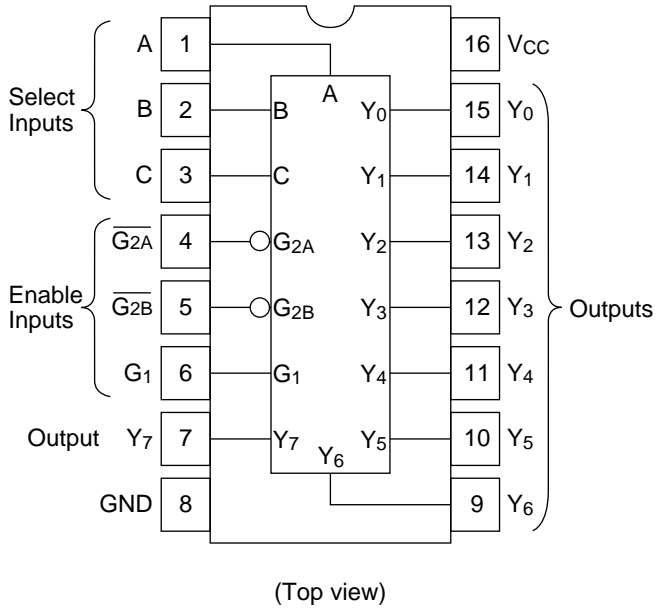 A 1 16 VCC
A
Select Inputs
B 2 B Y0 15 Y0
C 3 C Y1 14 Y1
G2A 4 G2A Y2 13 Y2
Enable Inputs
G2B 5 G2B Y3 12 Y3
Outputs
G1 6 G1 Y4 11 Y4
Output Y7 7 Y7 Y5 10 Y5
Y6
GND 8 9 Y6
(Top view)